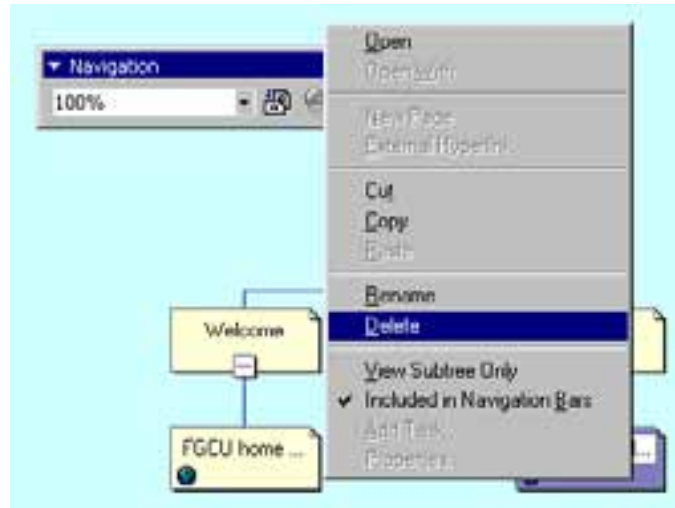 Navigation
100%
Open
Open With
New Page
External Hyperlink
Cut
Copy
Paste
Rename
Delete
View Subtree Only
Included in Navigation Bars
Add Task
Properties
Welcome
FGCU home ...